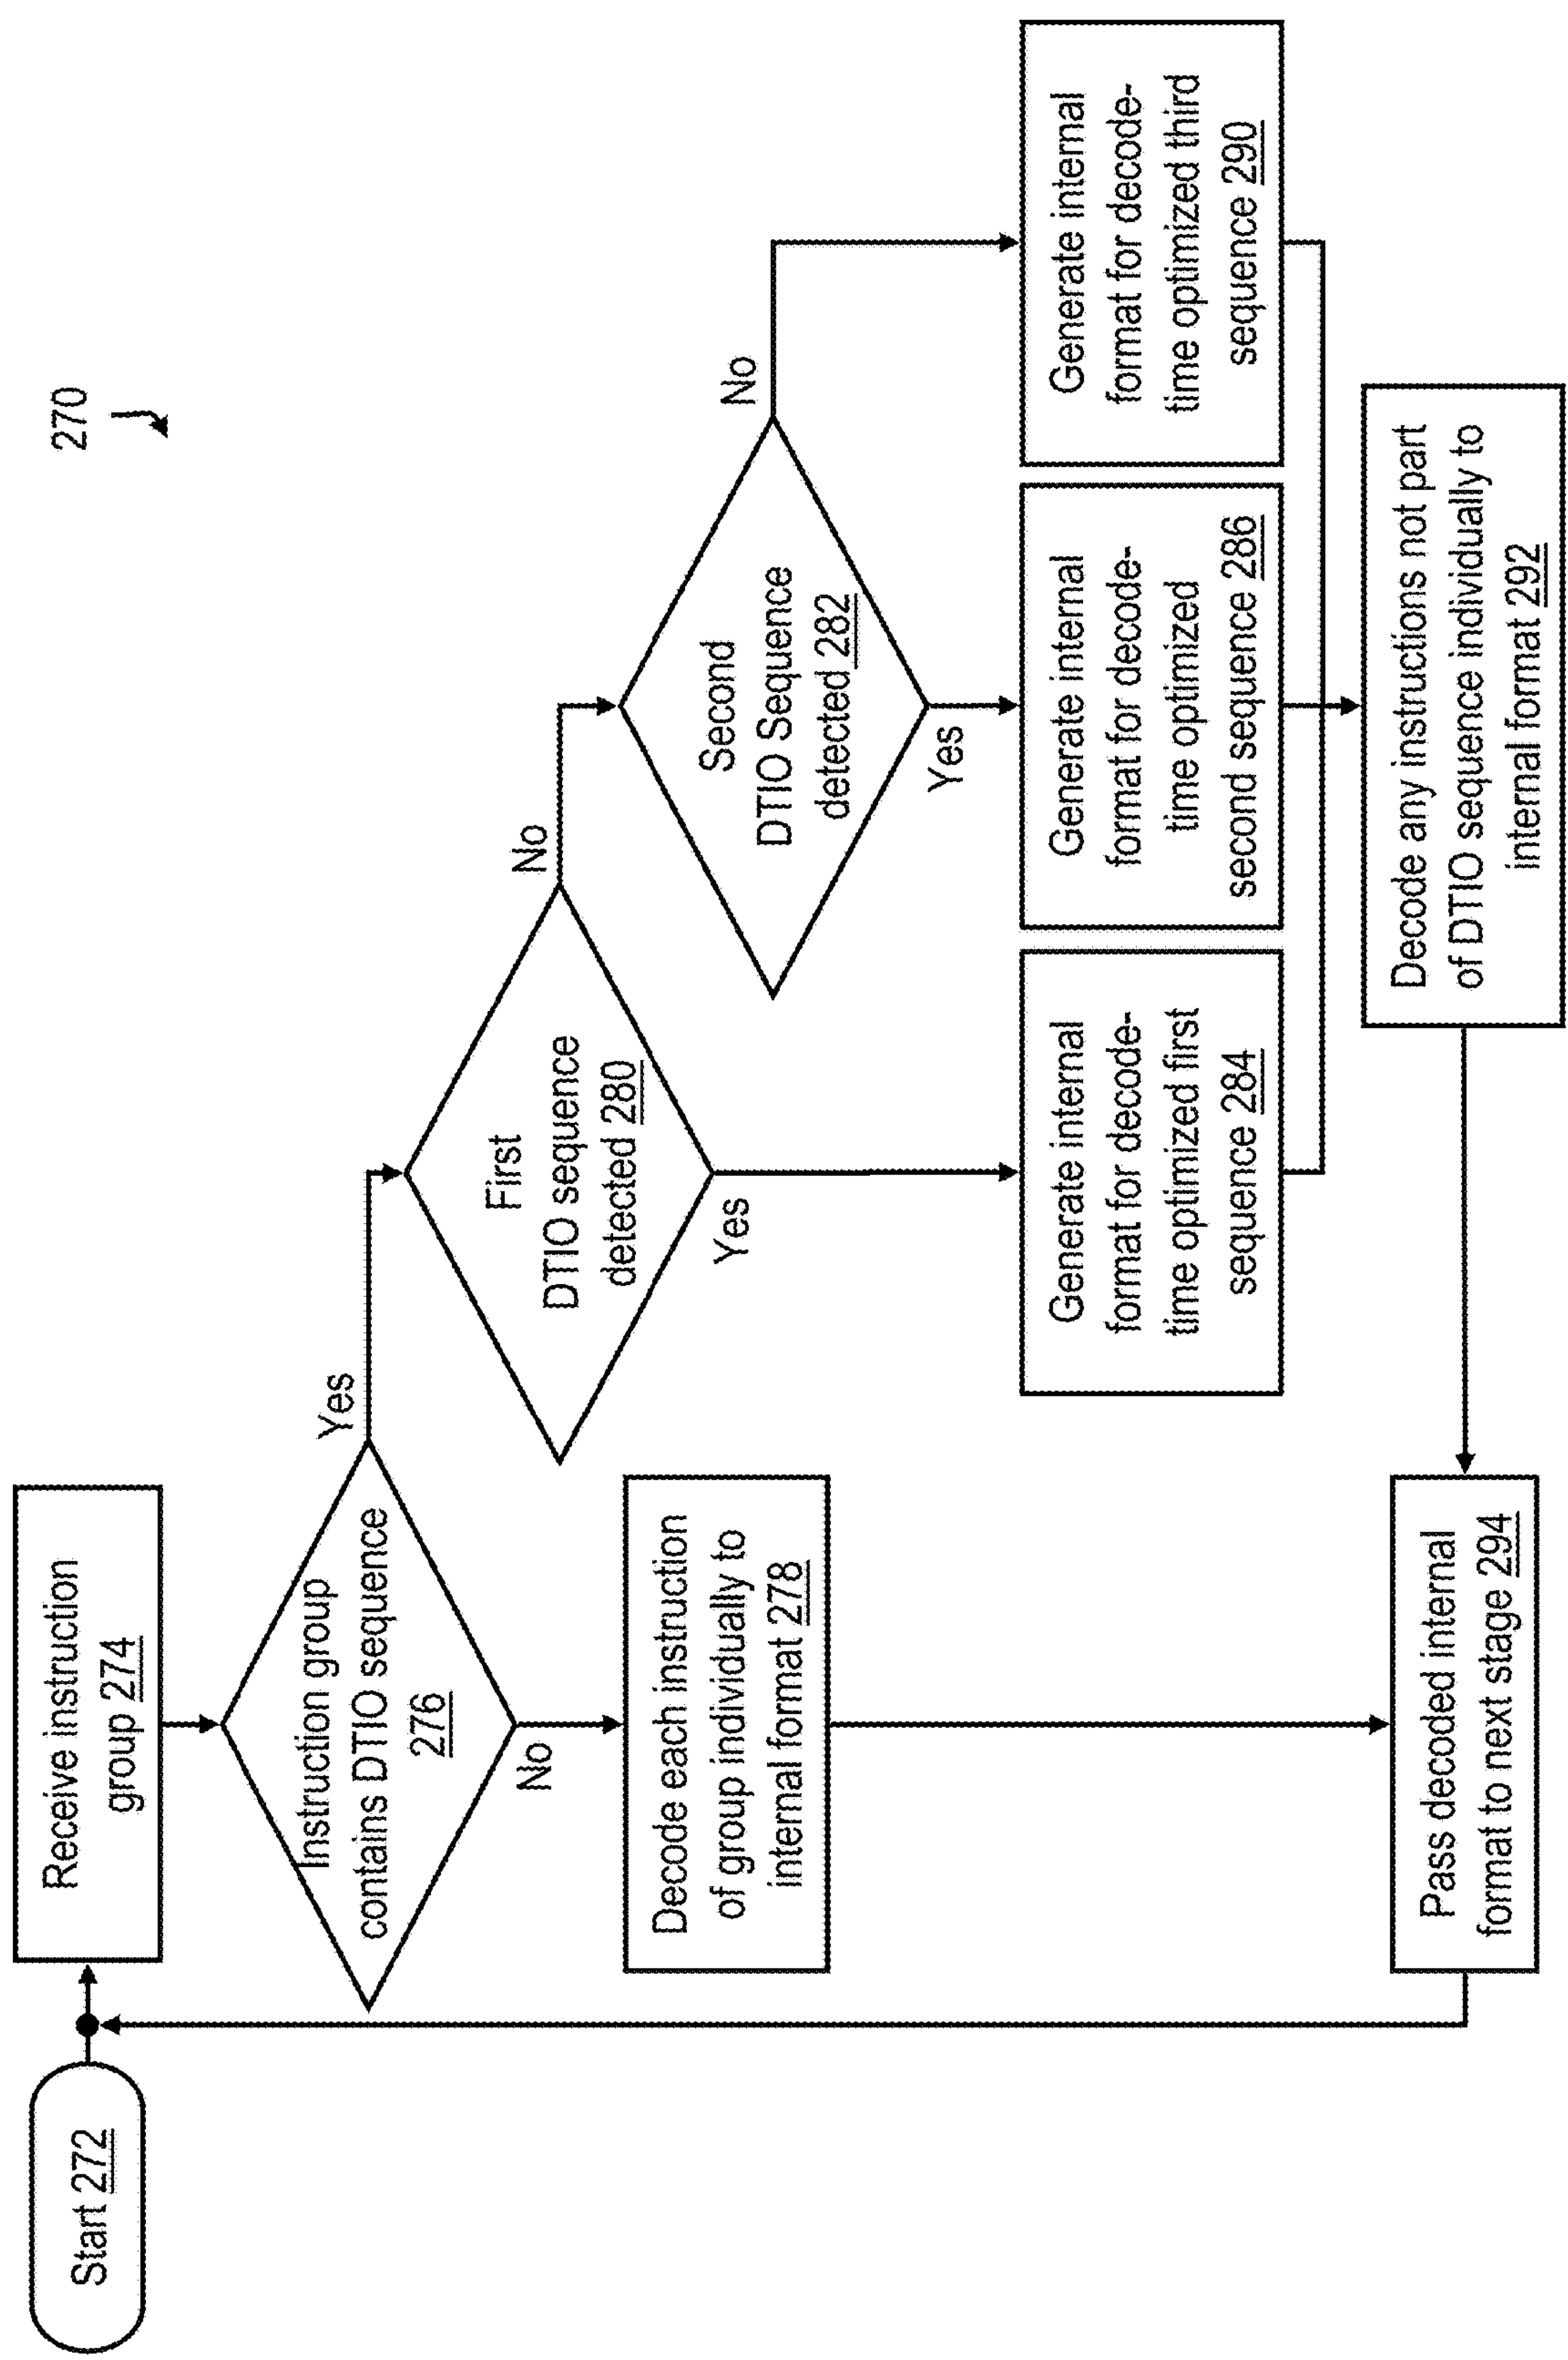 270
Start 272
Receive instruction
group 274
Instruction group
contains DTIO sequence
276
Yes
No
Decode each instruction
of group individually to
internal format 278
First
DTIO sequence
detected 280
No
Yes
Second
DTIO Sequence
detected 282
No
Yes
Generate internal
format for decode-
time optimized first
sequence 284
Generate internal
format for decode-
time optimized
second sequence 286
Generate internal
format for decode-
time optimized third
sequence 290
Decode any instructions not part
of DTIO sequence individually to
internal format 292
Pass decoded internal
format to next stage 294